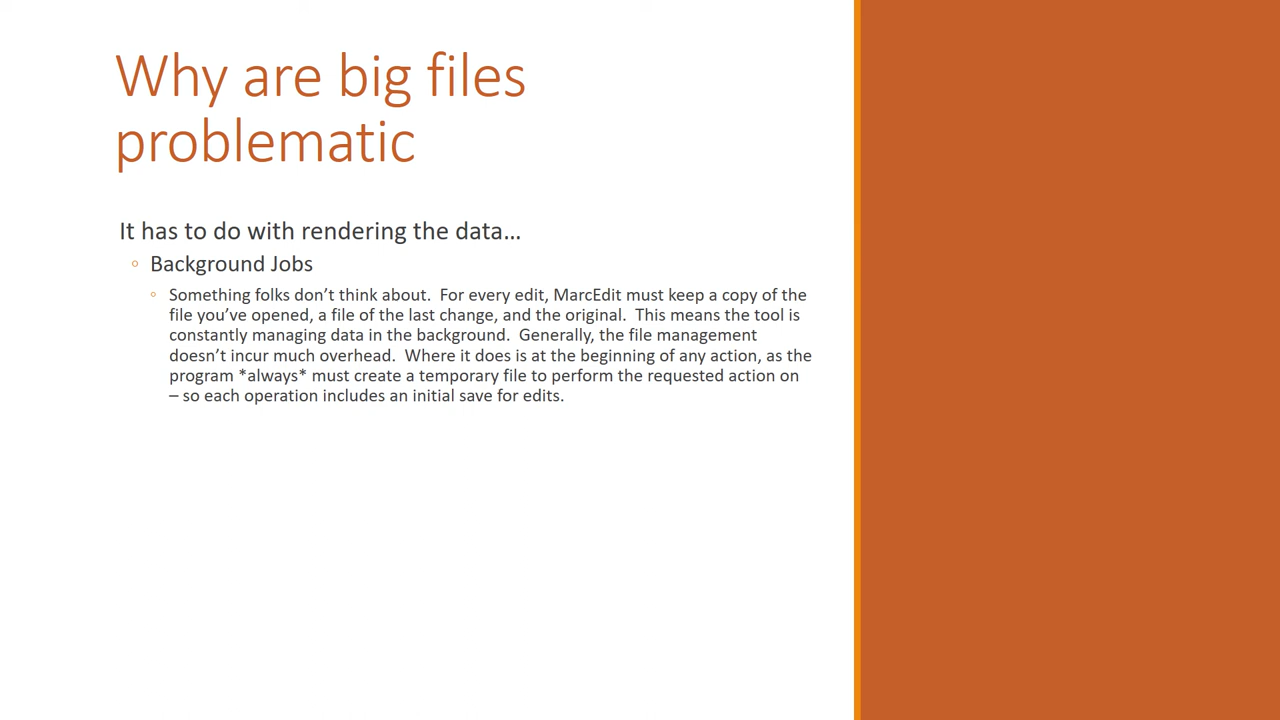 Why are big files
problematic
It has to do with rendering the data…
Background Jobs
Something folks don’t think about.  For every edit, MarcEdit must keep a copy of the
file you’ve opened, a file of the last change, and the original.  This means the tool is
constantly managing data in the background.  Generally, the file management
doesn’t incur much overhead.  Where it does is at the beginning of any action, as the
program *always* must create a temporary file to perform the requested action on
– so each operation includes an initial save for edits.